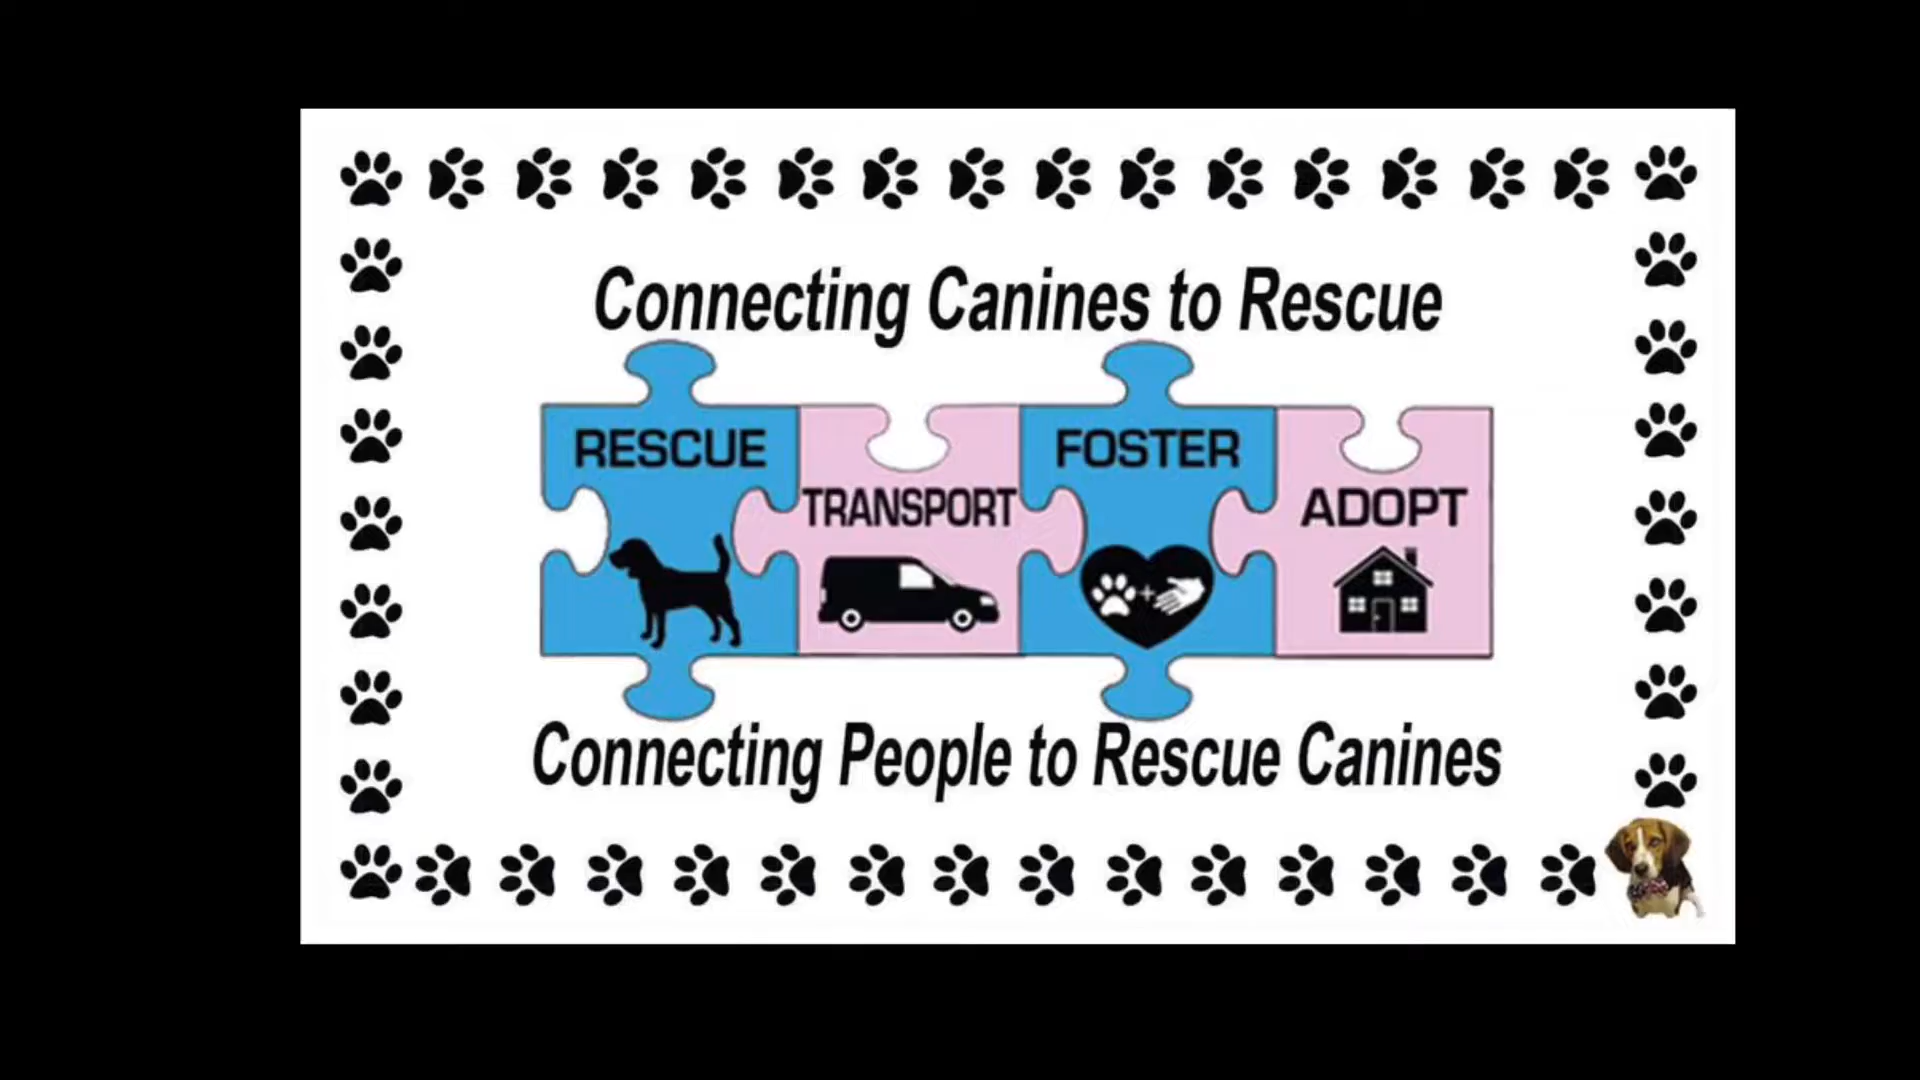 Connecting Canines to Rescue
RESCUE
TRANSPORT
FOSTER
ADOPT
Connecting People to Rescue Canines